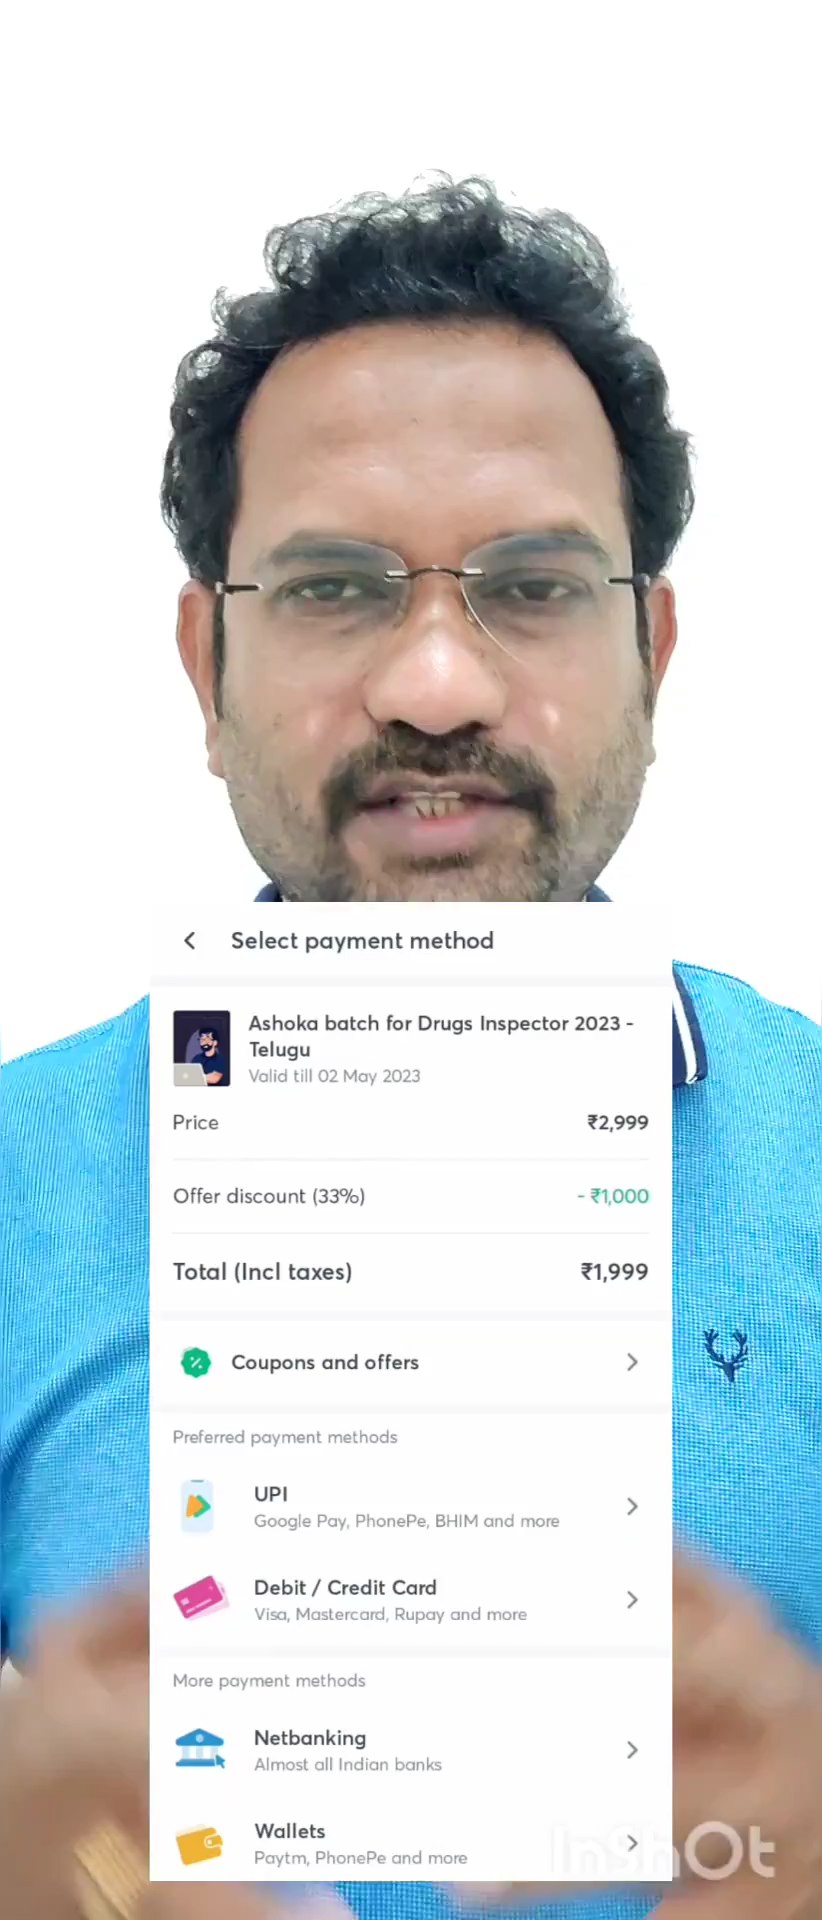 Select payment method
Ashoka batch for Drugs Inspector 2023 -
Telugu
Valid till 02 May 2023
Price ₹2,999
Offer discount (33%) - ₹1,000
Total (Incl taxes) ₹1,999
Coupons and offers
Preferred payment methods
UPI
Google Pay, PhonePe, BHIM and more
Debit / Credit Card
Visa, Mastercard, Rupay and more
More payment methods
Netbanking
Almost all Indian banks
Wallets
Paytm, PhonePe and more
InShOt